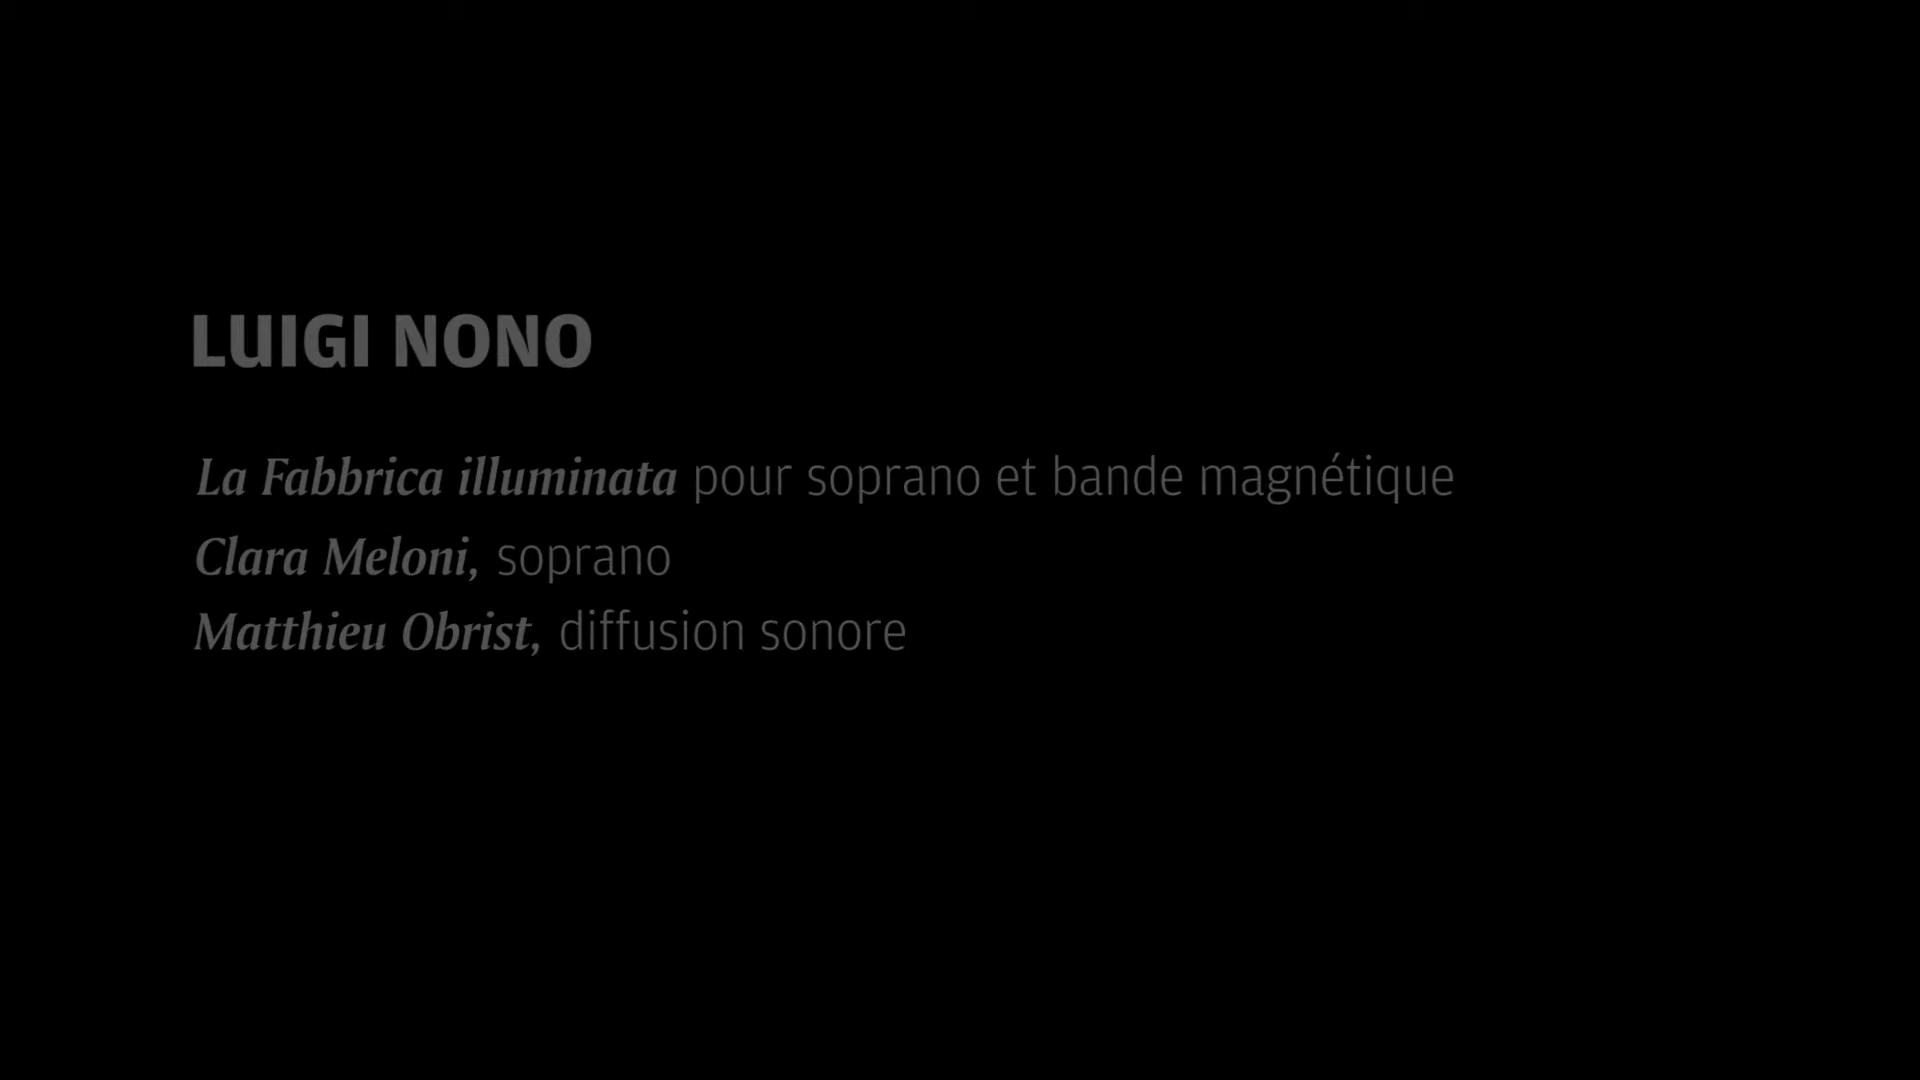 LUIGI NONO
La Fabbrica illuminata pour soprano et bande magnétique
Clara Meloni, soprano
Matthieu Obrist, diffusion sonore